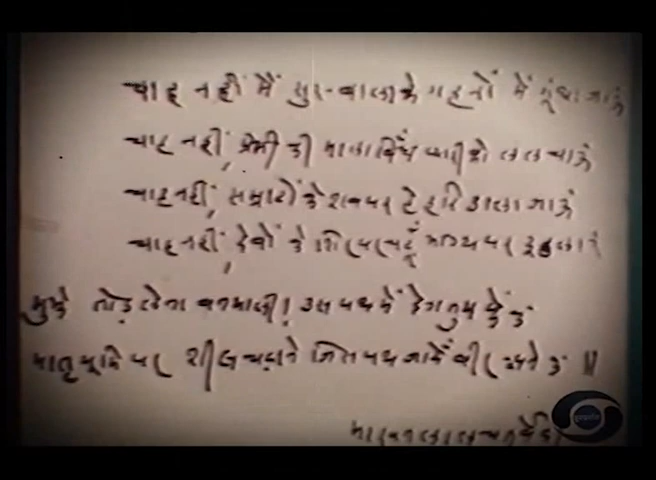 चाह नहीं मैं सुर-बाला के गहनों में गूंथा जाऊं
चाह नहीं, प्रेमी की माला बिंध प्यारी को ललचाऊं
चाह नहीं, सम्राटों के शव पर हे हरि डाला जाऊं
चाह नहीं, देवों के सिर पर चढूँ भाग्य पर इठलाऊं
मुझे तोड़ लेना बनमाली! उस पथ में देना तुम फेंक
मातृभूमि पर शीश चढ़ाने जिस पथ जावें वीर अनेक ॥
माखनलाल चतुर्वेदी